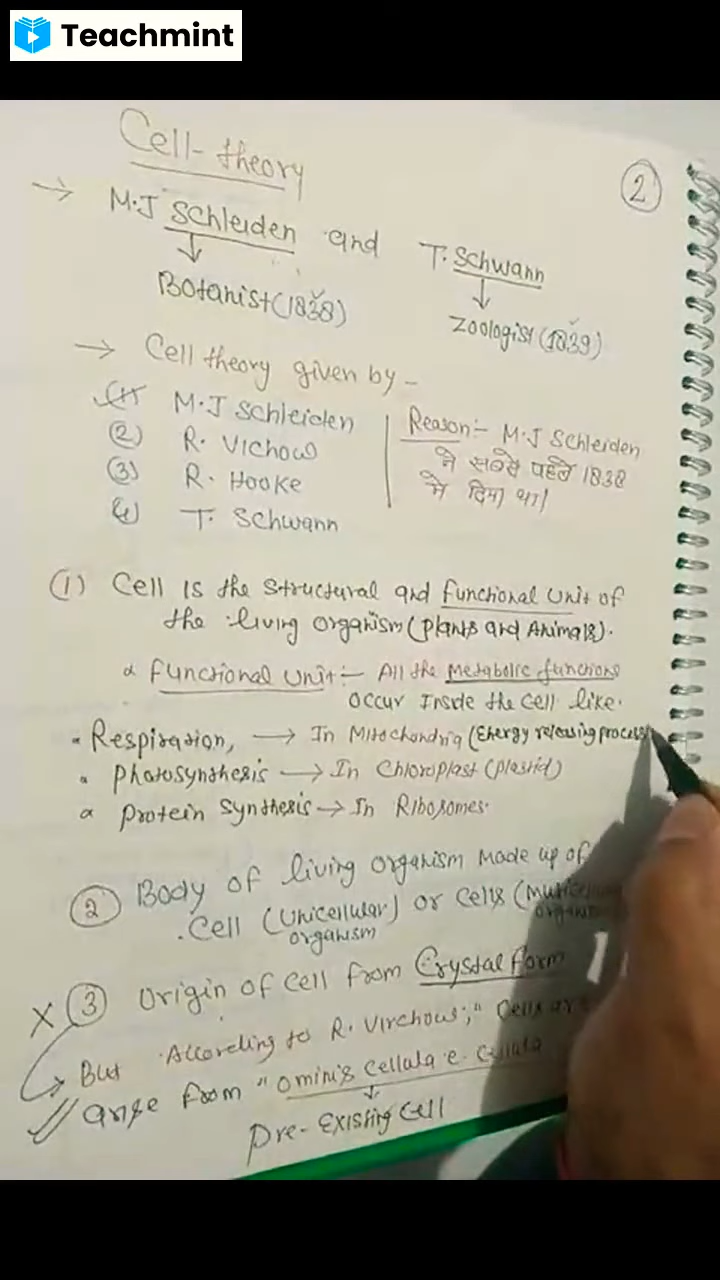 Teachmint
Cell-theory
2
→ M.J Schleiden and T. Schwann
Botanist (1838)
Zoologist (1839)
→ Cell theory given by -
(1) M.J Schleiden
(2) R. Vichow
(3) R. Hooke
(4) T. Schwann
Reason:- M.J Schleiden
ने सबसे पहले 1838
में दिया था।
(1) Cell is the structural and functional unit of
the living organism (plants and Animals).
functional unit:- All the Metabolic functions
occur inside the cell like.
Respiration, → In Mitochondria (Energy releasing process)
Photosynthesis → In Chloroplast (plastid)
Protein synthesis → In Ribosomes.
(2) Body of living organism made up of
cell (Unicellular organism) or cells
X (3) Origin of cell from Crystal form
But According to R. Virchow; " Cells
arise from "Ominis cellula e. cellula
Pre-Existing cell